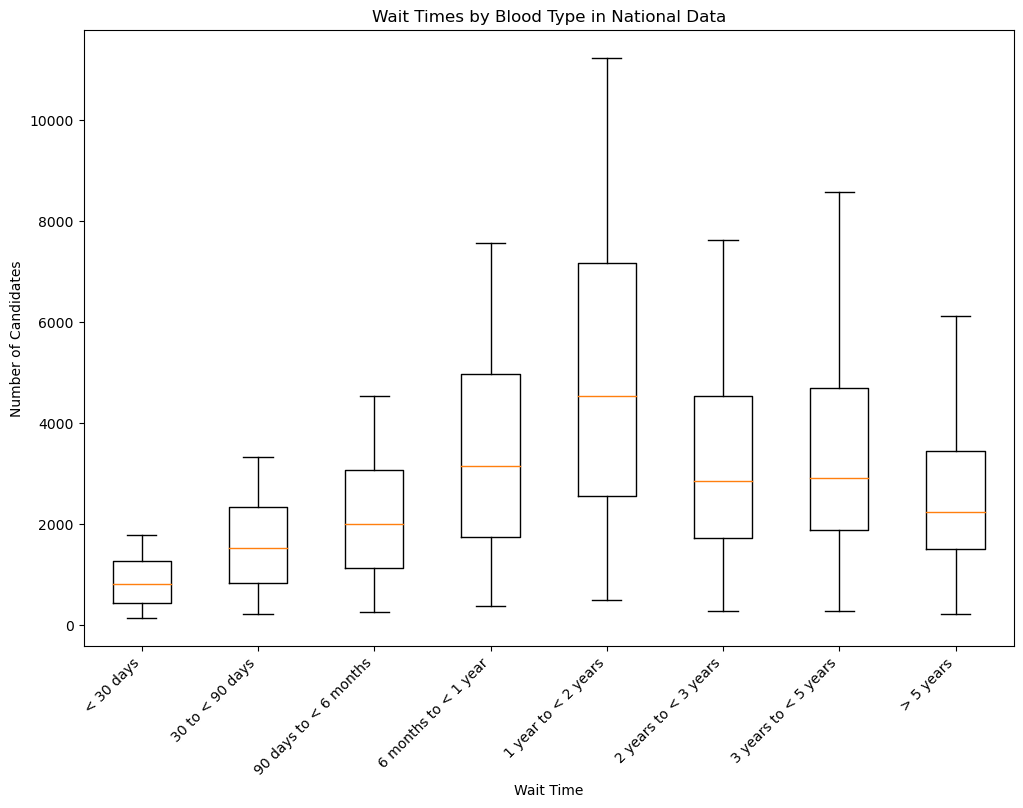 Wait Times by Blood Type in National Data
Number of Candidates
10000
8000
6000
4000
2000
0
< 30 days
30 to < 90 days
90 days to < 6 months
6 months to < 1 year
1 year to < 2 years
2 years to < 3 years
3 years to < 5 years
> 5 years
Wait Time